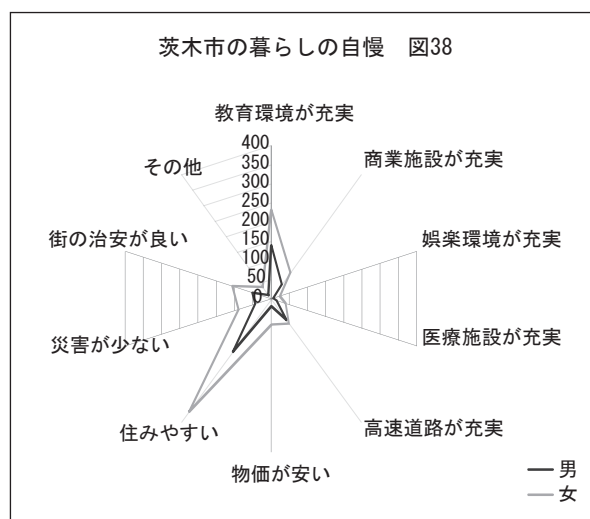 茨木市の暮らしの自慢　図38
教育環境が充実
400
350
300
250
200
150
100
50
0
商業施設が充実
娯楽環境が充実
医療施設が充実
高速道路が充実
物価が安い
住みやすい
災害が少ない
街の治安が良い
その他
男
女